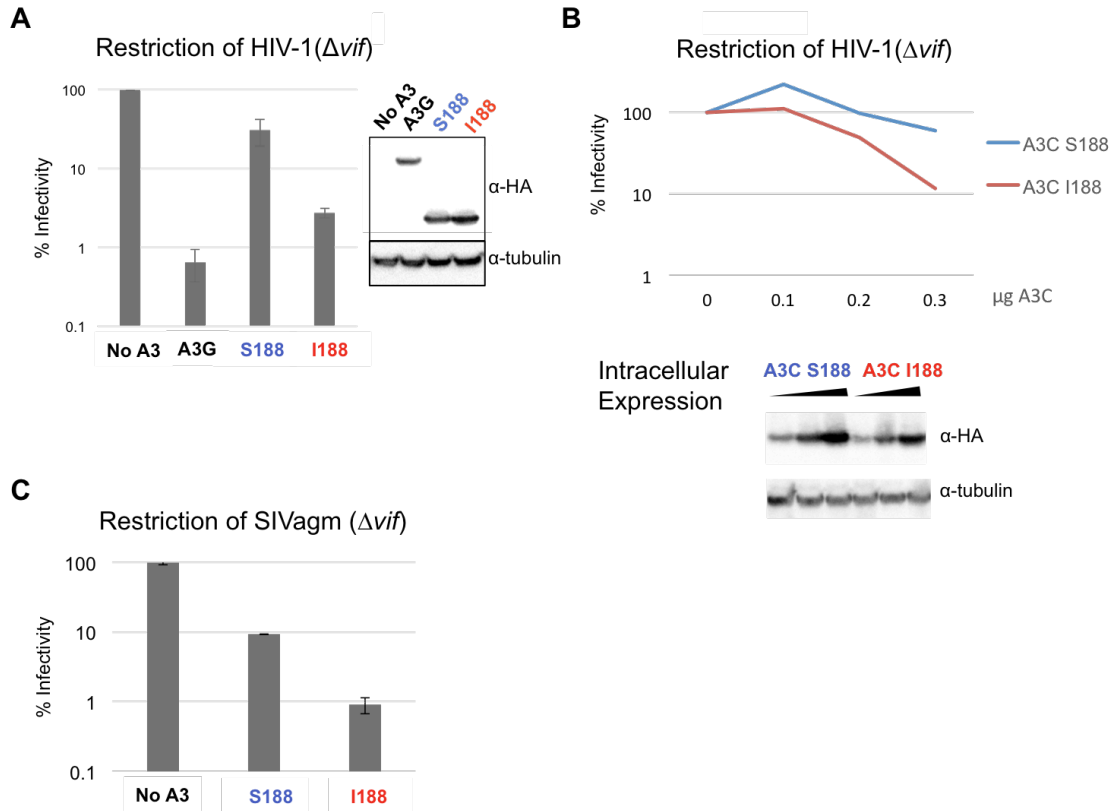 A
Restriction of HIV-1(Δvif)
% Infectivity
100
10
1
0.1
No A3
A3G
S188
I188
No A3
A3G
S188
I188
α-HA
α-tubulin
B
Restriction of HIV-1(Δvif)
% Infectivity
100
10
1
0
0.1
0.2
0.3
µg A3C
A3C S188
A3C I188
Intracellular
Expression
A3C S188
A3C I188
α-HA
α-tubulin
C
Restriction of SIVagm (Δvif)
% Infectivity
100
10
1
0.1
No A3
S188
I188